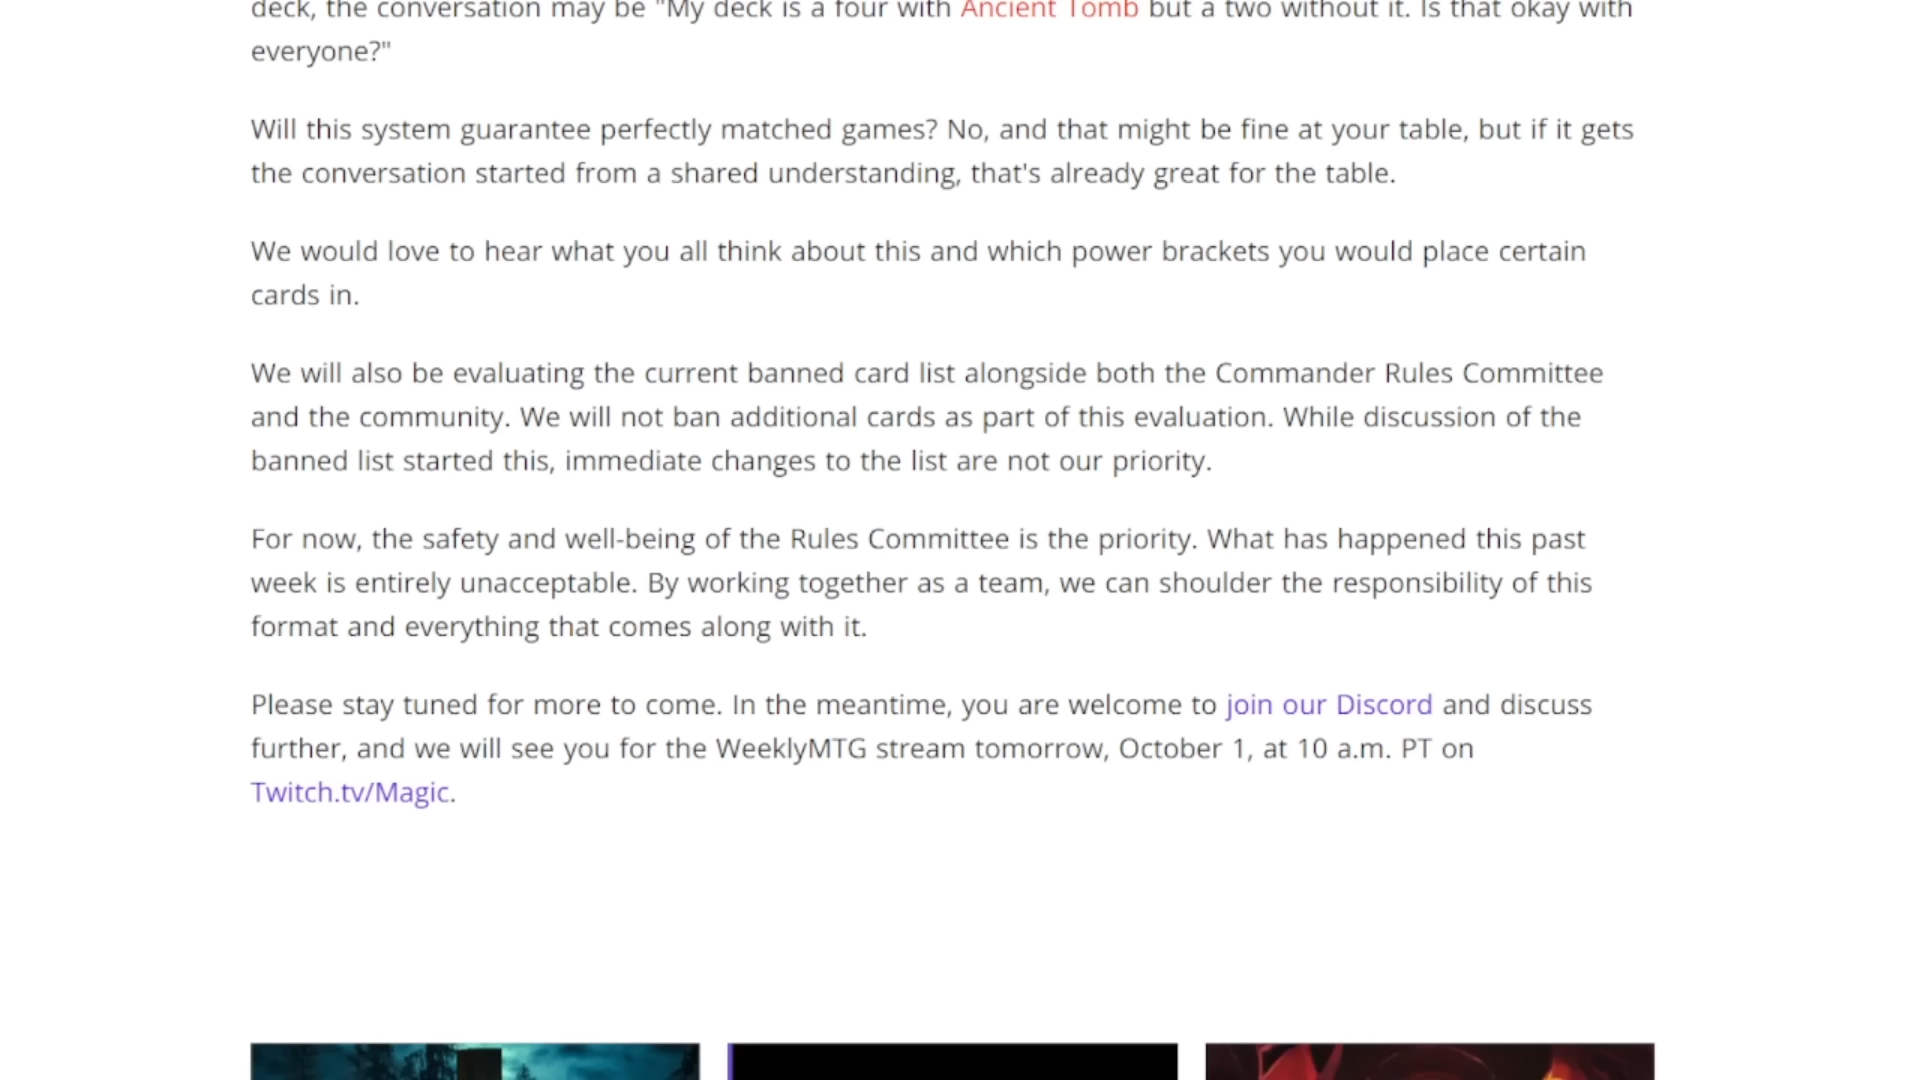 deck, the conversation may be "My deck is a four with Ancient Tomb but a two without it. Is that okay with
everyone?"
Will this system guarantee perfectly matched games? No, and that might be fine at your table, but if it gets
the conversation started from a shared understanding, that's already great for the table.
We would love to hear what you all think about this and which power brackets you would place certain
cards in.
We will also be evaluating the current banned card list alongside both the Commander Rules Committee
and the community. We will not ban additional cards as part of this evaluation. While discussion of the
banned list started this, immediate changes to the list are not our priority.
For now, the safety and well-being of the Rules Committee is the priority. What has happened this past
week is entirely unacceptable. By working together as a team, we can shoulder the responsibility of this
format and everything that comes along with it.
Please stay tuned for more to come. In the meantime, you are welcome to join our Discord and discuss
further, and we will see you for the WeeklyMTG stream tomorrow, October 1, at 10 a.m. PT on
Twitch.tv/Magic.